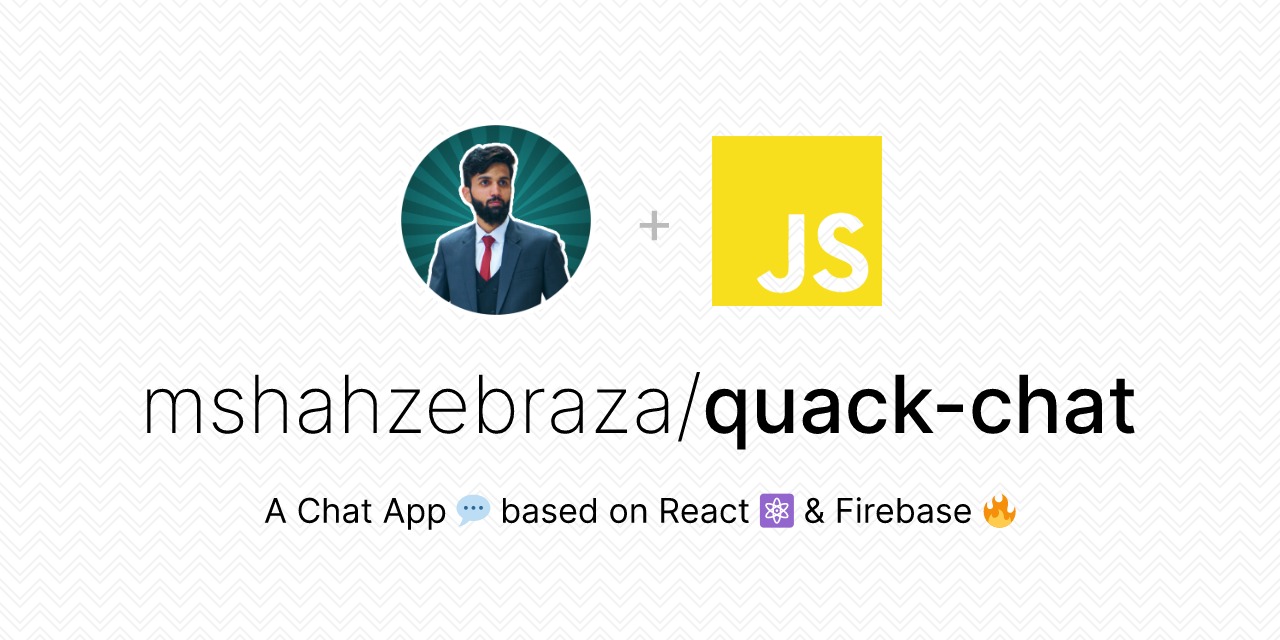 JS
mshahzebraza/quack-chat
A Chat App 💬 based on React ⚛️ & Firebase 🔥